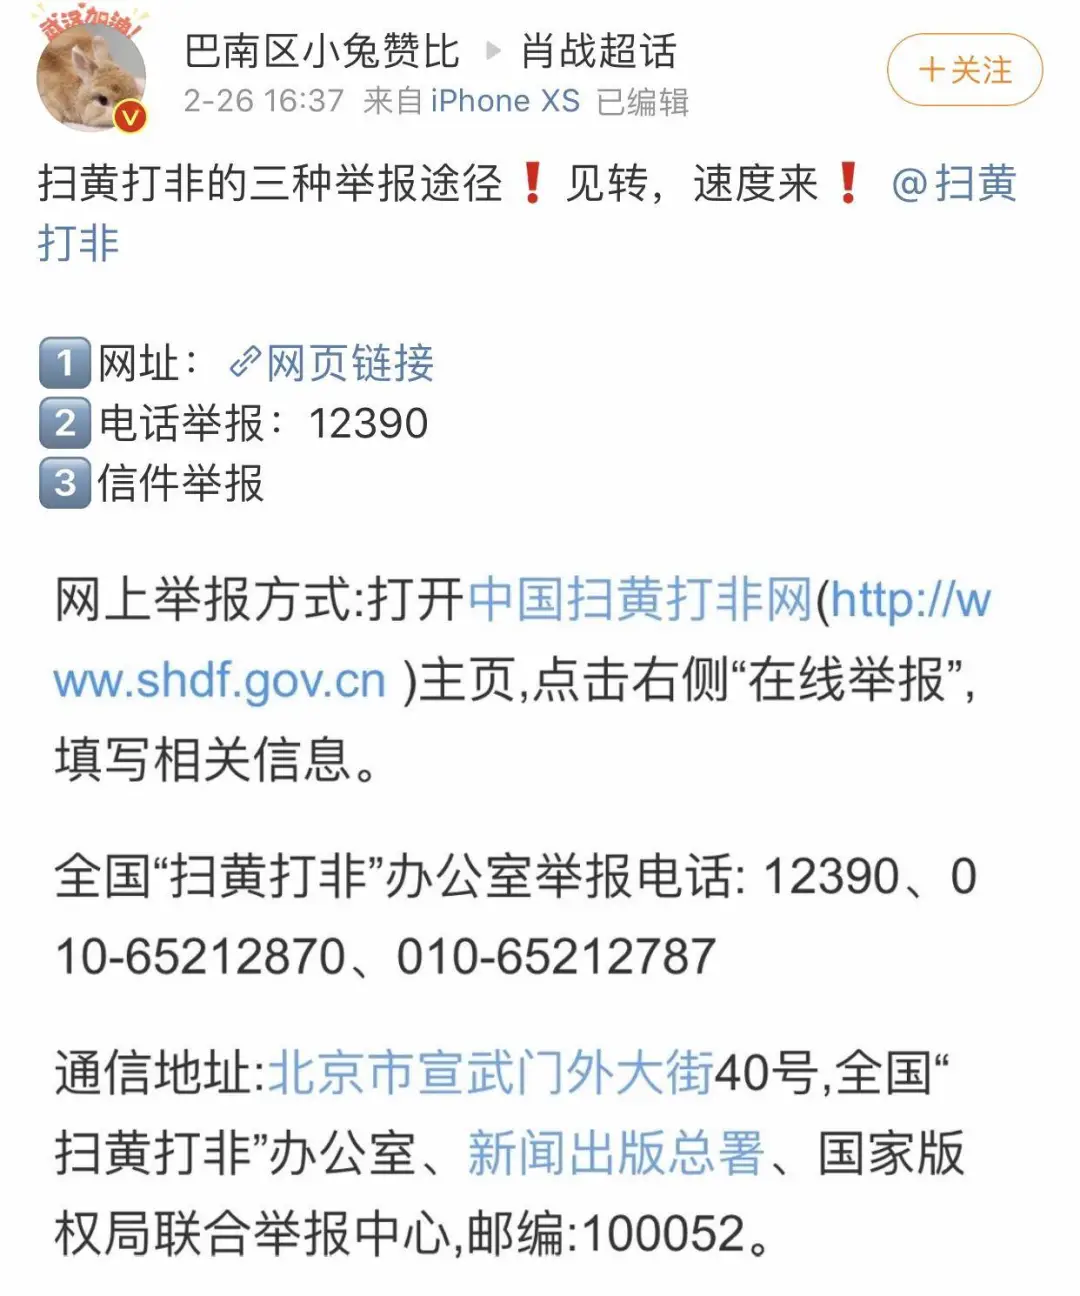 武汉加油!
巴南区小兔赞比 ▶ 肖战超话
+关注
2-26 16:37 来自 iPhone XS 已编辑
扫黄打非的三种举报途径❗见转，速度来❗ @扫黄
打非
1️⃣网址：网页链接
2️⃣电话举报：12390
3️⃣信件举报
网上举报方式:打开中国扫黄打非网(http://w
ww.shdf.gov.cn )主页,点击右侧“在线举报”,
填写相关信息。
全国“扫黄打非”办公室举报电话: 12390、0
10-65212870、010-65212787
通信地址:北京市宣武门外大街40号,全国“
扫黄打非”办公室、新闻出版总署、国家版
权局联合举报中心,邮编:100052。